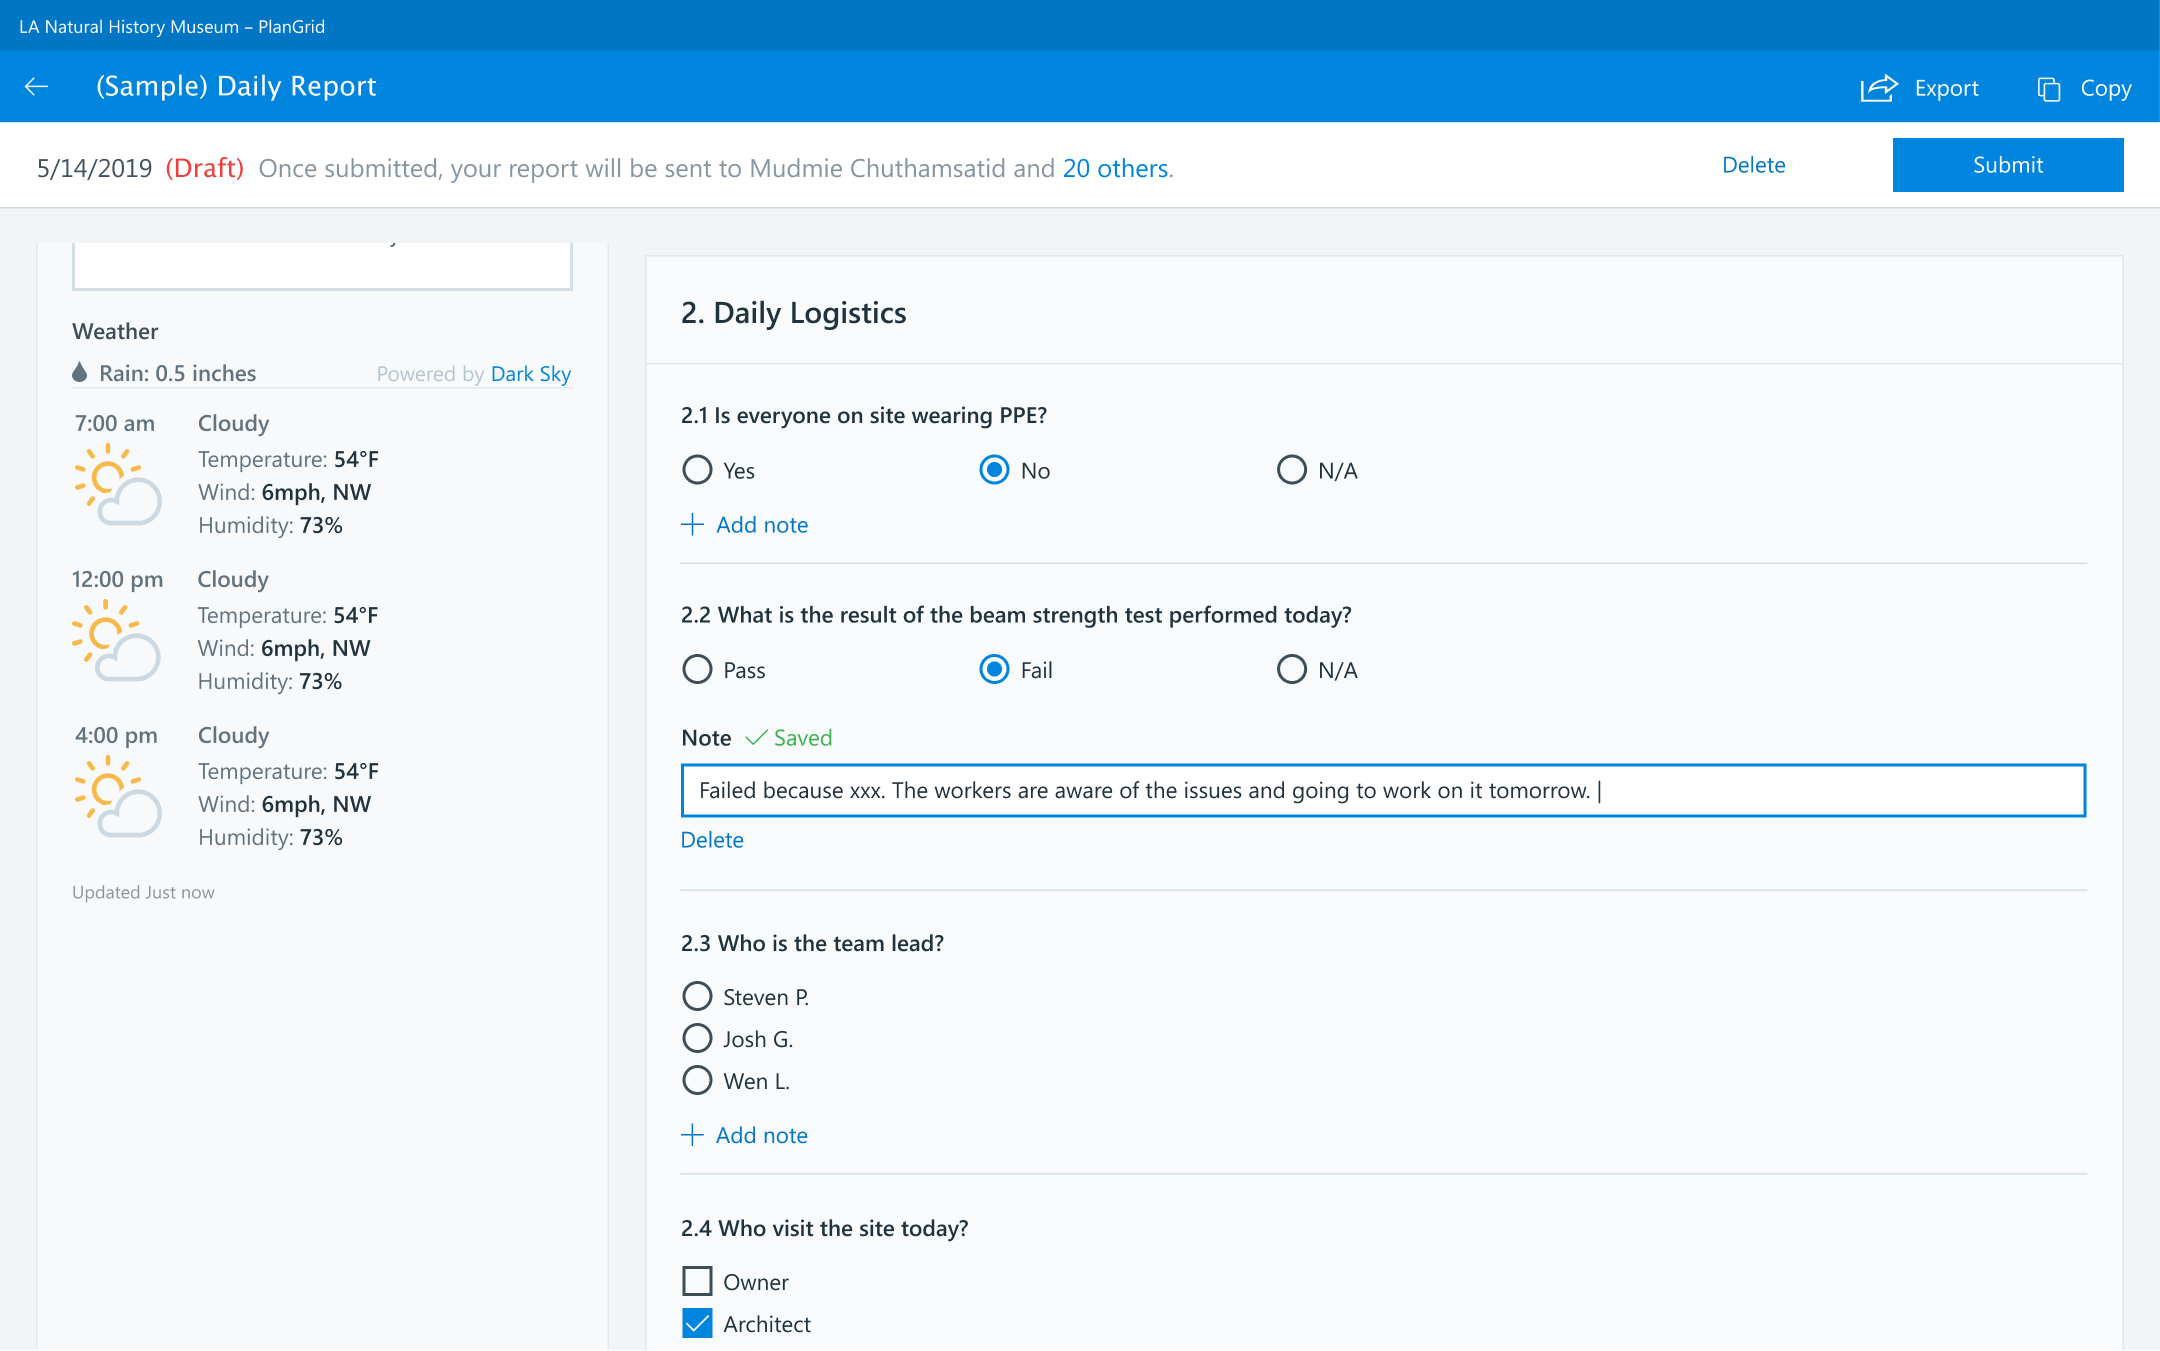 LA Natural History Museum – PlanGrid
(Sample) Daily Report
Export
Copy
5/14/2019 (Draft) Once submitted, your report will be sent to Mudmie Chuthamsatid and 20 others.
Delete
Submit
Weather
Rain: 0.5 inches
Powered by Dark Sky
7:00 am
Cloudy
Temperature: 54°F
Wind: 6mph, NW
Humidity: 73%
12:00 pm
Cloudy
Temperature: 54°F
Wind: 6mph, NW
Humidity: 73%
4:00 pm
Cloudy
Temperature: 54°F
Wind: 6mph, NW
Humidity: 73%
Updated Just now
2. Daily Logistics
2.1 Is everyone on site wearing PPE?
Yes
No
N/A
Add note
2.2 What is the result of the beam strength test performed today?
Pass
Fail
N/A
Note
Saved
Failed because xxx. The workers are aware of the issues and going to work on it tomorrow.
Delete
2.3 Who is the team lead?
Steven P.
Josh G.
Wen L.
Add note
2.4 Who visit the site today?
Owner
Architect